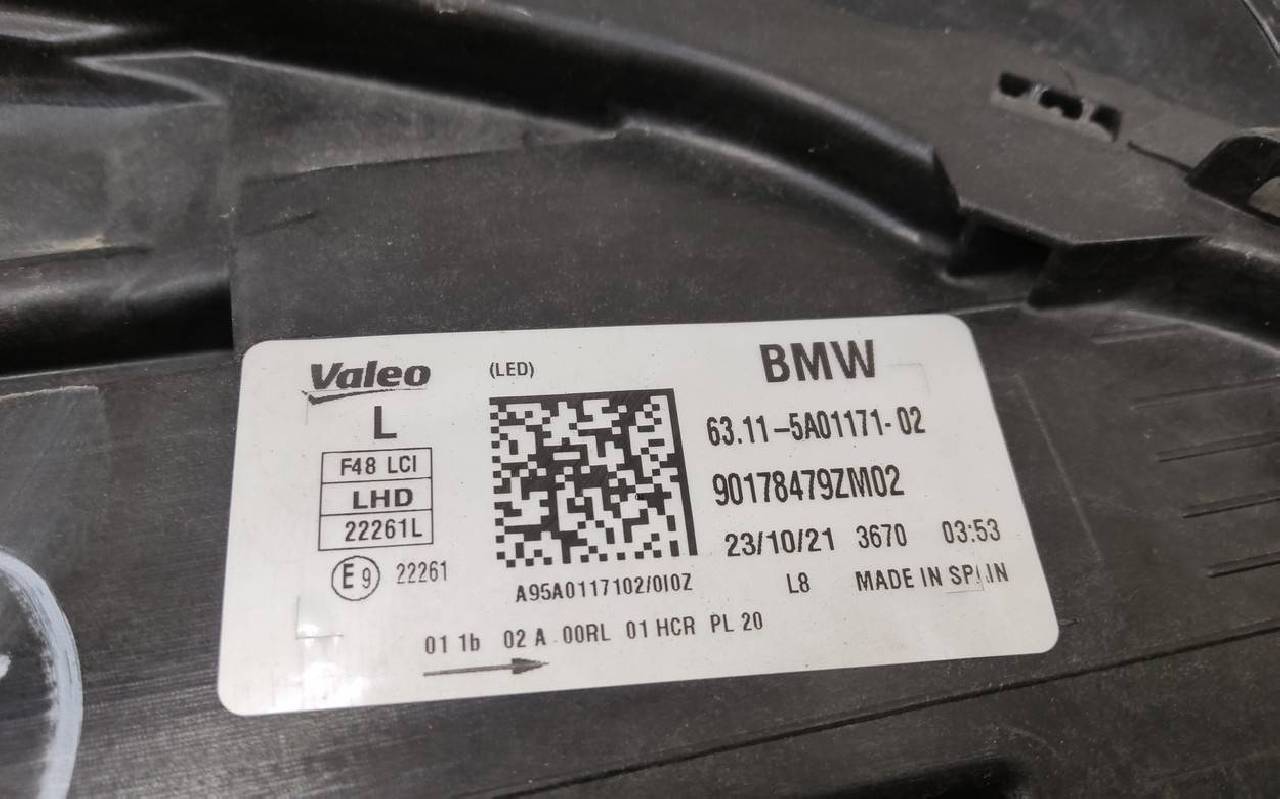 Valeo
(LED)
BMW
L
63.11-5A01171-02
F48 LCI
LHD
22261L
90178479ZM02
23/10/21 3670 03:53
E9 22261
A95A0117102/0I0Z
L8 MADE IN SPAIN
01 1b 02 A 00RL 01 HCR PL 20